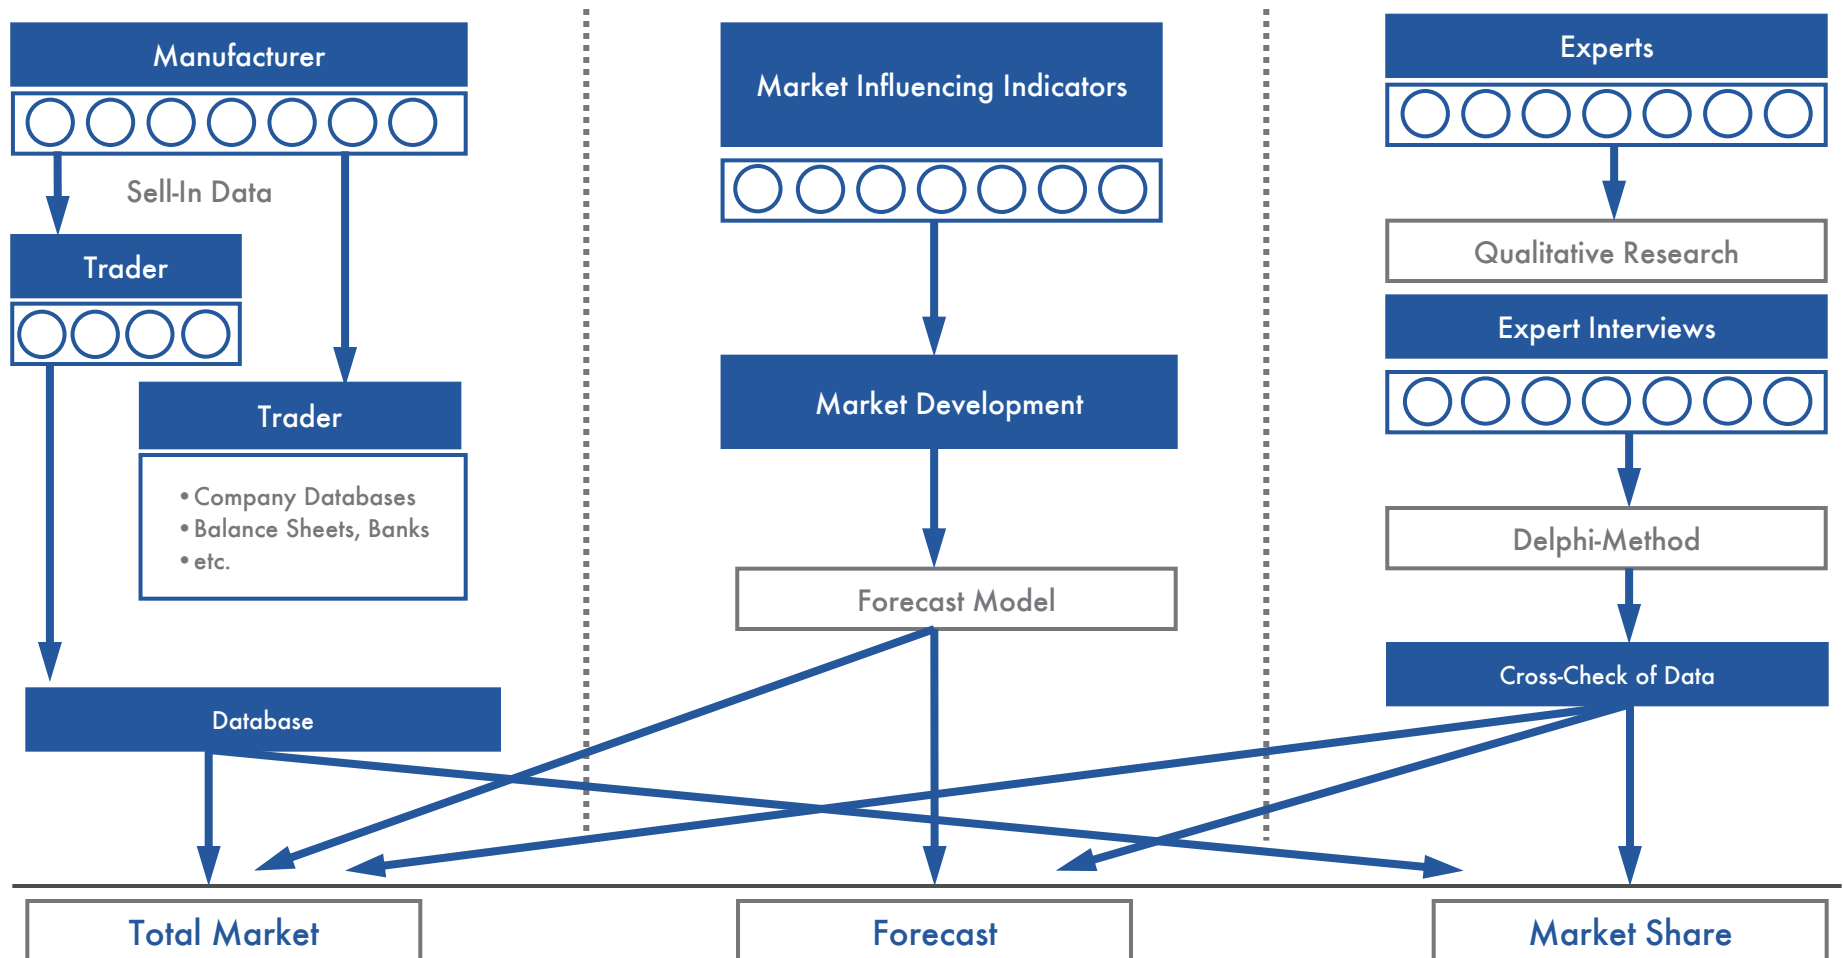 Manufacturer
Sell-In Data
Trader
Trader
•Company Databases
•Balance Sheets, Banks
•etc.
Database
Market Influencing Indicators
Market Development
Forecast Model
Experts
Qualitative Research
Expert Interviews
Delphi-Method
Cross-Check of Data
Total Market
Forecast
Market Share